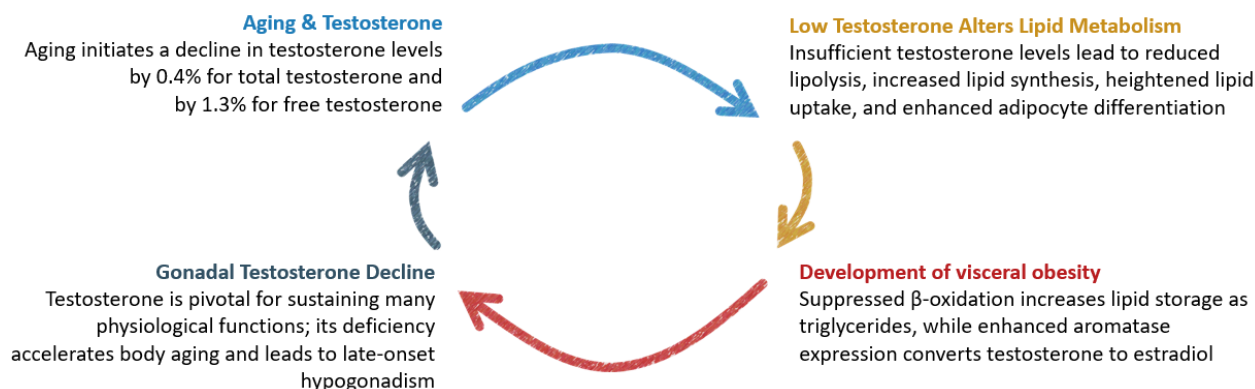 Aging & Testosterone
Aging initiates a decline in testosterone levels
by 0.4% for total testosterone and
by 1.3% for free testosterone
Low Testosterone Alters Lipid Metabolism
Insufficient testosterone levels lead to reduced
lipolysis, increased lipid synthesis, heightened lipid
uptake, and enhanced adipocyte differentiation
Gonadal Testosterone Decline
Testosterone is pivotal for sustaining many
physiological functions; its deficiency
accelerates body aging and leads to late-onset
hypogonadism
Development of visceral obesity
Suppressed β-oxidation increases lipid storage as
triglycerides, while enhanced aromatase
expression converts testosterone to estradiol